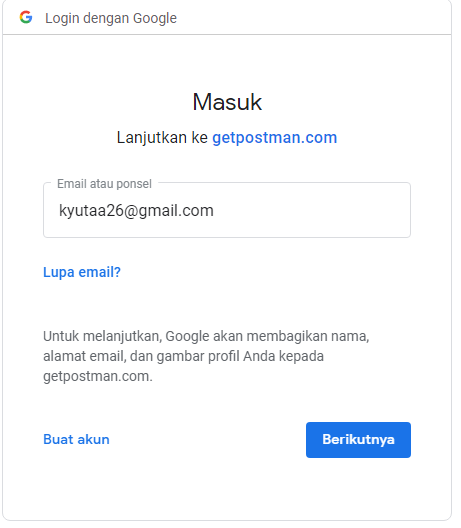 Login dengan Google
Masuk
Lanjutkan ke getpostman.com
Email atau ponsel
kyutaa26@gmail.com
Lupa email?
Untuk melanjutkan, Google akan membagikan nama,
alamat email, dan gambar profil Anda kepada
getpostman.com.
Buat akun
Berikutnya